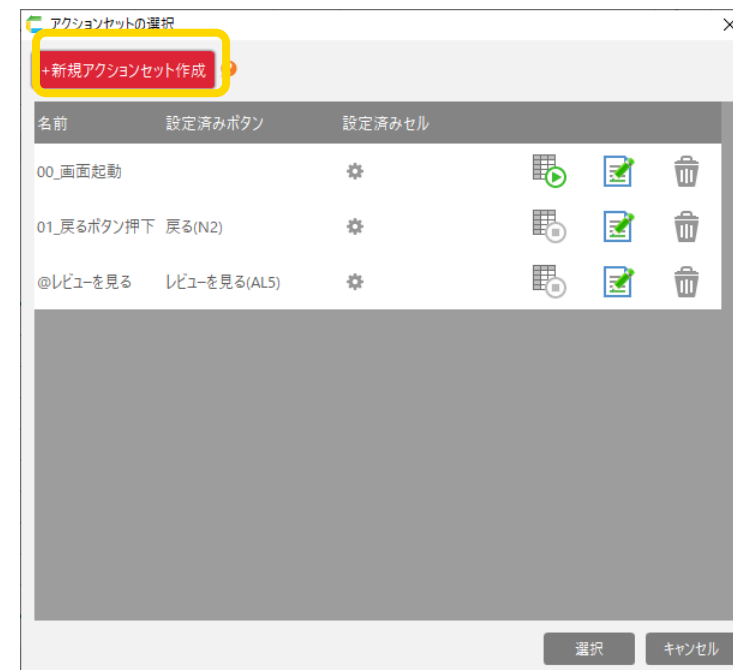 アクションセットの選択
+新規アクションセット作成
名前 設定済みボタン 設定済みセル
00_画面起動
01_戻るボタン押下 戻る(N2)
@レビューを見る レビューを見る(AL5)
選択 キャンセル